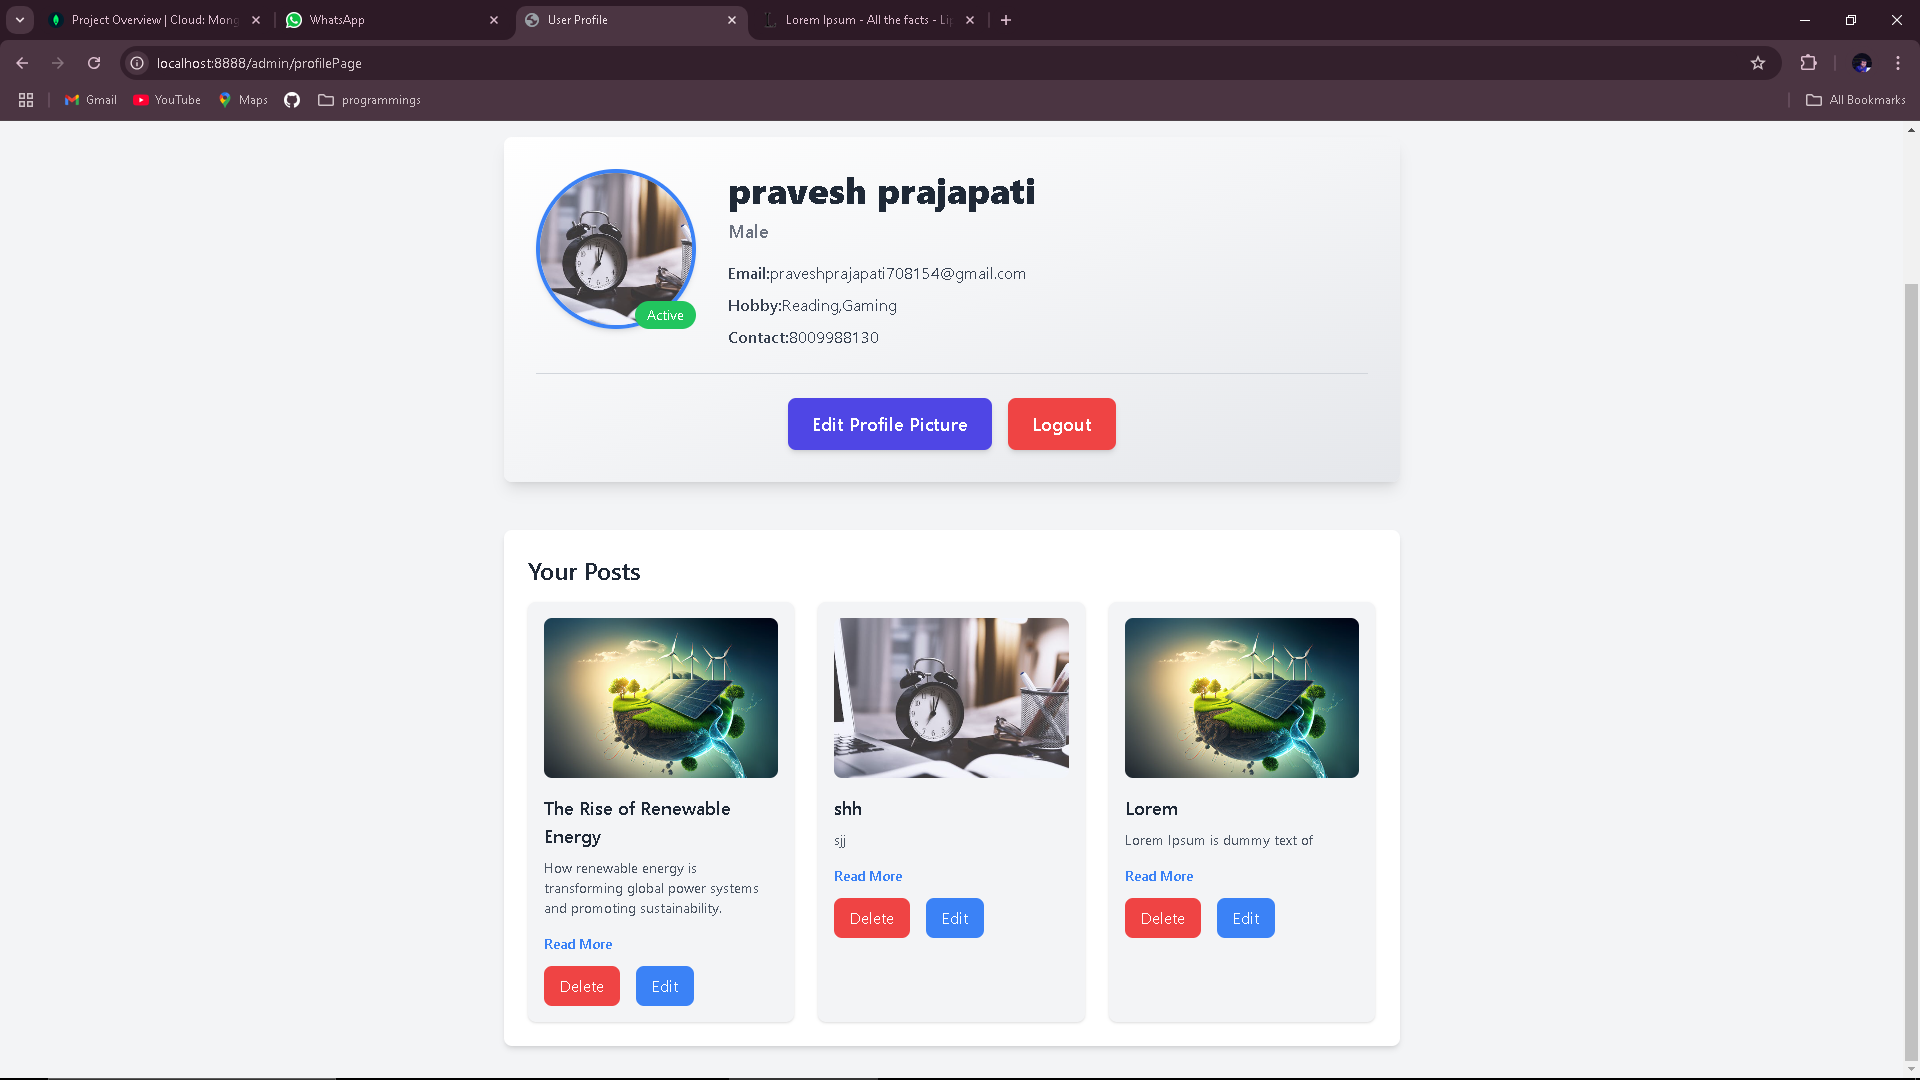 Project Overview | Cloud: Mong
WhatsApp
User Profile
Lorem Ipsum - All the facts - Lip
localhost:8888/admin/profilePage
Gmail
YouTube
Maps
programmings
All Bookmarks
pravesh prajapati
Male
Email:praveshprajapati708154@gmail.com
Hobby:Reading,Gaming
Contact:8009988130
Active
Edit Profile Picture
Logout
Your Posts
The Rise of Renewable
Energy
How renewable energy is
transforming global power systems
and promoting sustainability.
Read More
Delete
Edit
shh
sjj
Read More
Delete
Edit
Lorem
Lorem Ipsum is dummy text of
Read More
Delete
Edit